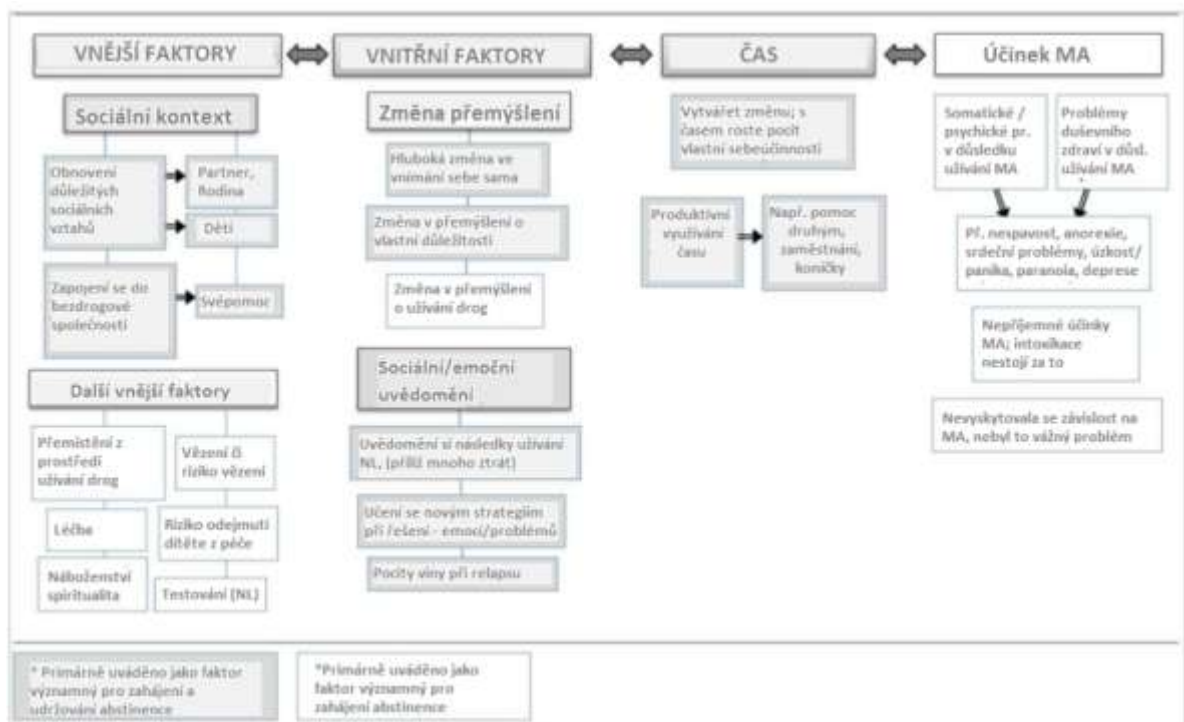 VNĚJŠÍ FAKTORY
VNITŘNÍ FAKTORY
ČAS
Účinek MA
Sociální kontext
Obnovení
důležitých
sociálních
vztahů
Partner,
Rodina
Děti
Zapojení se do
bezdrogové
společnosti
Svépomoc
Další vnější faktory
Přemístění z
prostředí
užívání drog
Léčba
Náboženství
spiritualita
Vězení či
riziko vězení
Riziko odejmutí
dítěte z péče
Testování (NL)
Změna přemýšlení
Hluboká změna ve
vnímání sebe sama
Změna v přemýšlení o
vlastní důležitosti
Změna v přemýšlení
o užívání drog
Sociální/emoční
uvědomění
Uvědomění si následky užívání
NL, (příliž mnoho ztrát)
Učení se novým strategiím
při řešení - emocí/problémů
Pocity viny při relapsu
Vytvářet změnu; s
časem roste pocit
vlastní sebeúčinnosti
Produktivní
využívání
času
Např. pomoc
druhým,
zaměstnání,
koníčky
Somatické /
psychické pr.
v důsledku
užívání MA
Problémy
duševního
zdraví v důsl.
užívání MA
Př. nespavost, anorexie,
srdeční problémy, úzkost/
panika, paranoia, deprese
Nepříjemné účinky
MA; intoxikace
nestojí za to
Nevyskytovala se závislost na
MA, nebyl to vážný problém
* Primárně uváděno jako faktor
významný pro zahájení a
udržování abstinence
*Primárně uváděno jako
faktor významný pro
zahájení abstinence